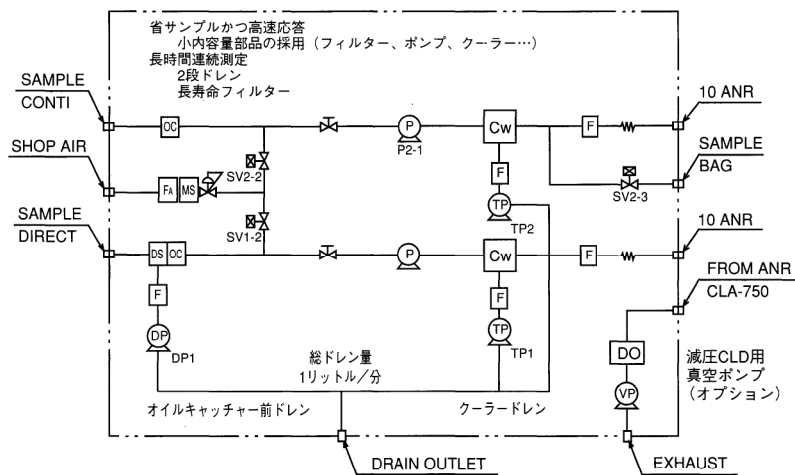 省サンプルかつ高速応答
小内容量部品の採用（フィルター、ポンプ、クーラー…）
長時間連続測定
2段ドレン
長寿命フィルター
SAMPLE
CONTI
OC
P
P2-1
Cw
F
10 ANR
SHOP AIR
FA
MS
SV2-2
F
SAMPLE
BAG
SV2-3
TP
TP2
SV1-2
SAMPLE
DIRECT
DS
OC
P
Cw
F
10 ANR
F
F
FROM ANR
CLA-750
DP
DP1
TP
TP1
DO
減圧CLD用
真空ポンプ
（オプション）
VP
総ドレン量
1リットル／分
オイルキャッチャー前ドレン
クーラードレン
DRAIN OUTLET
EXHAUST